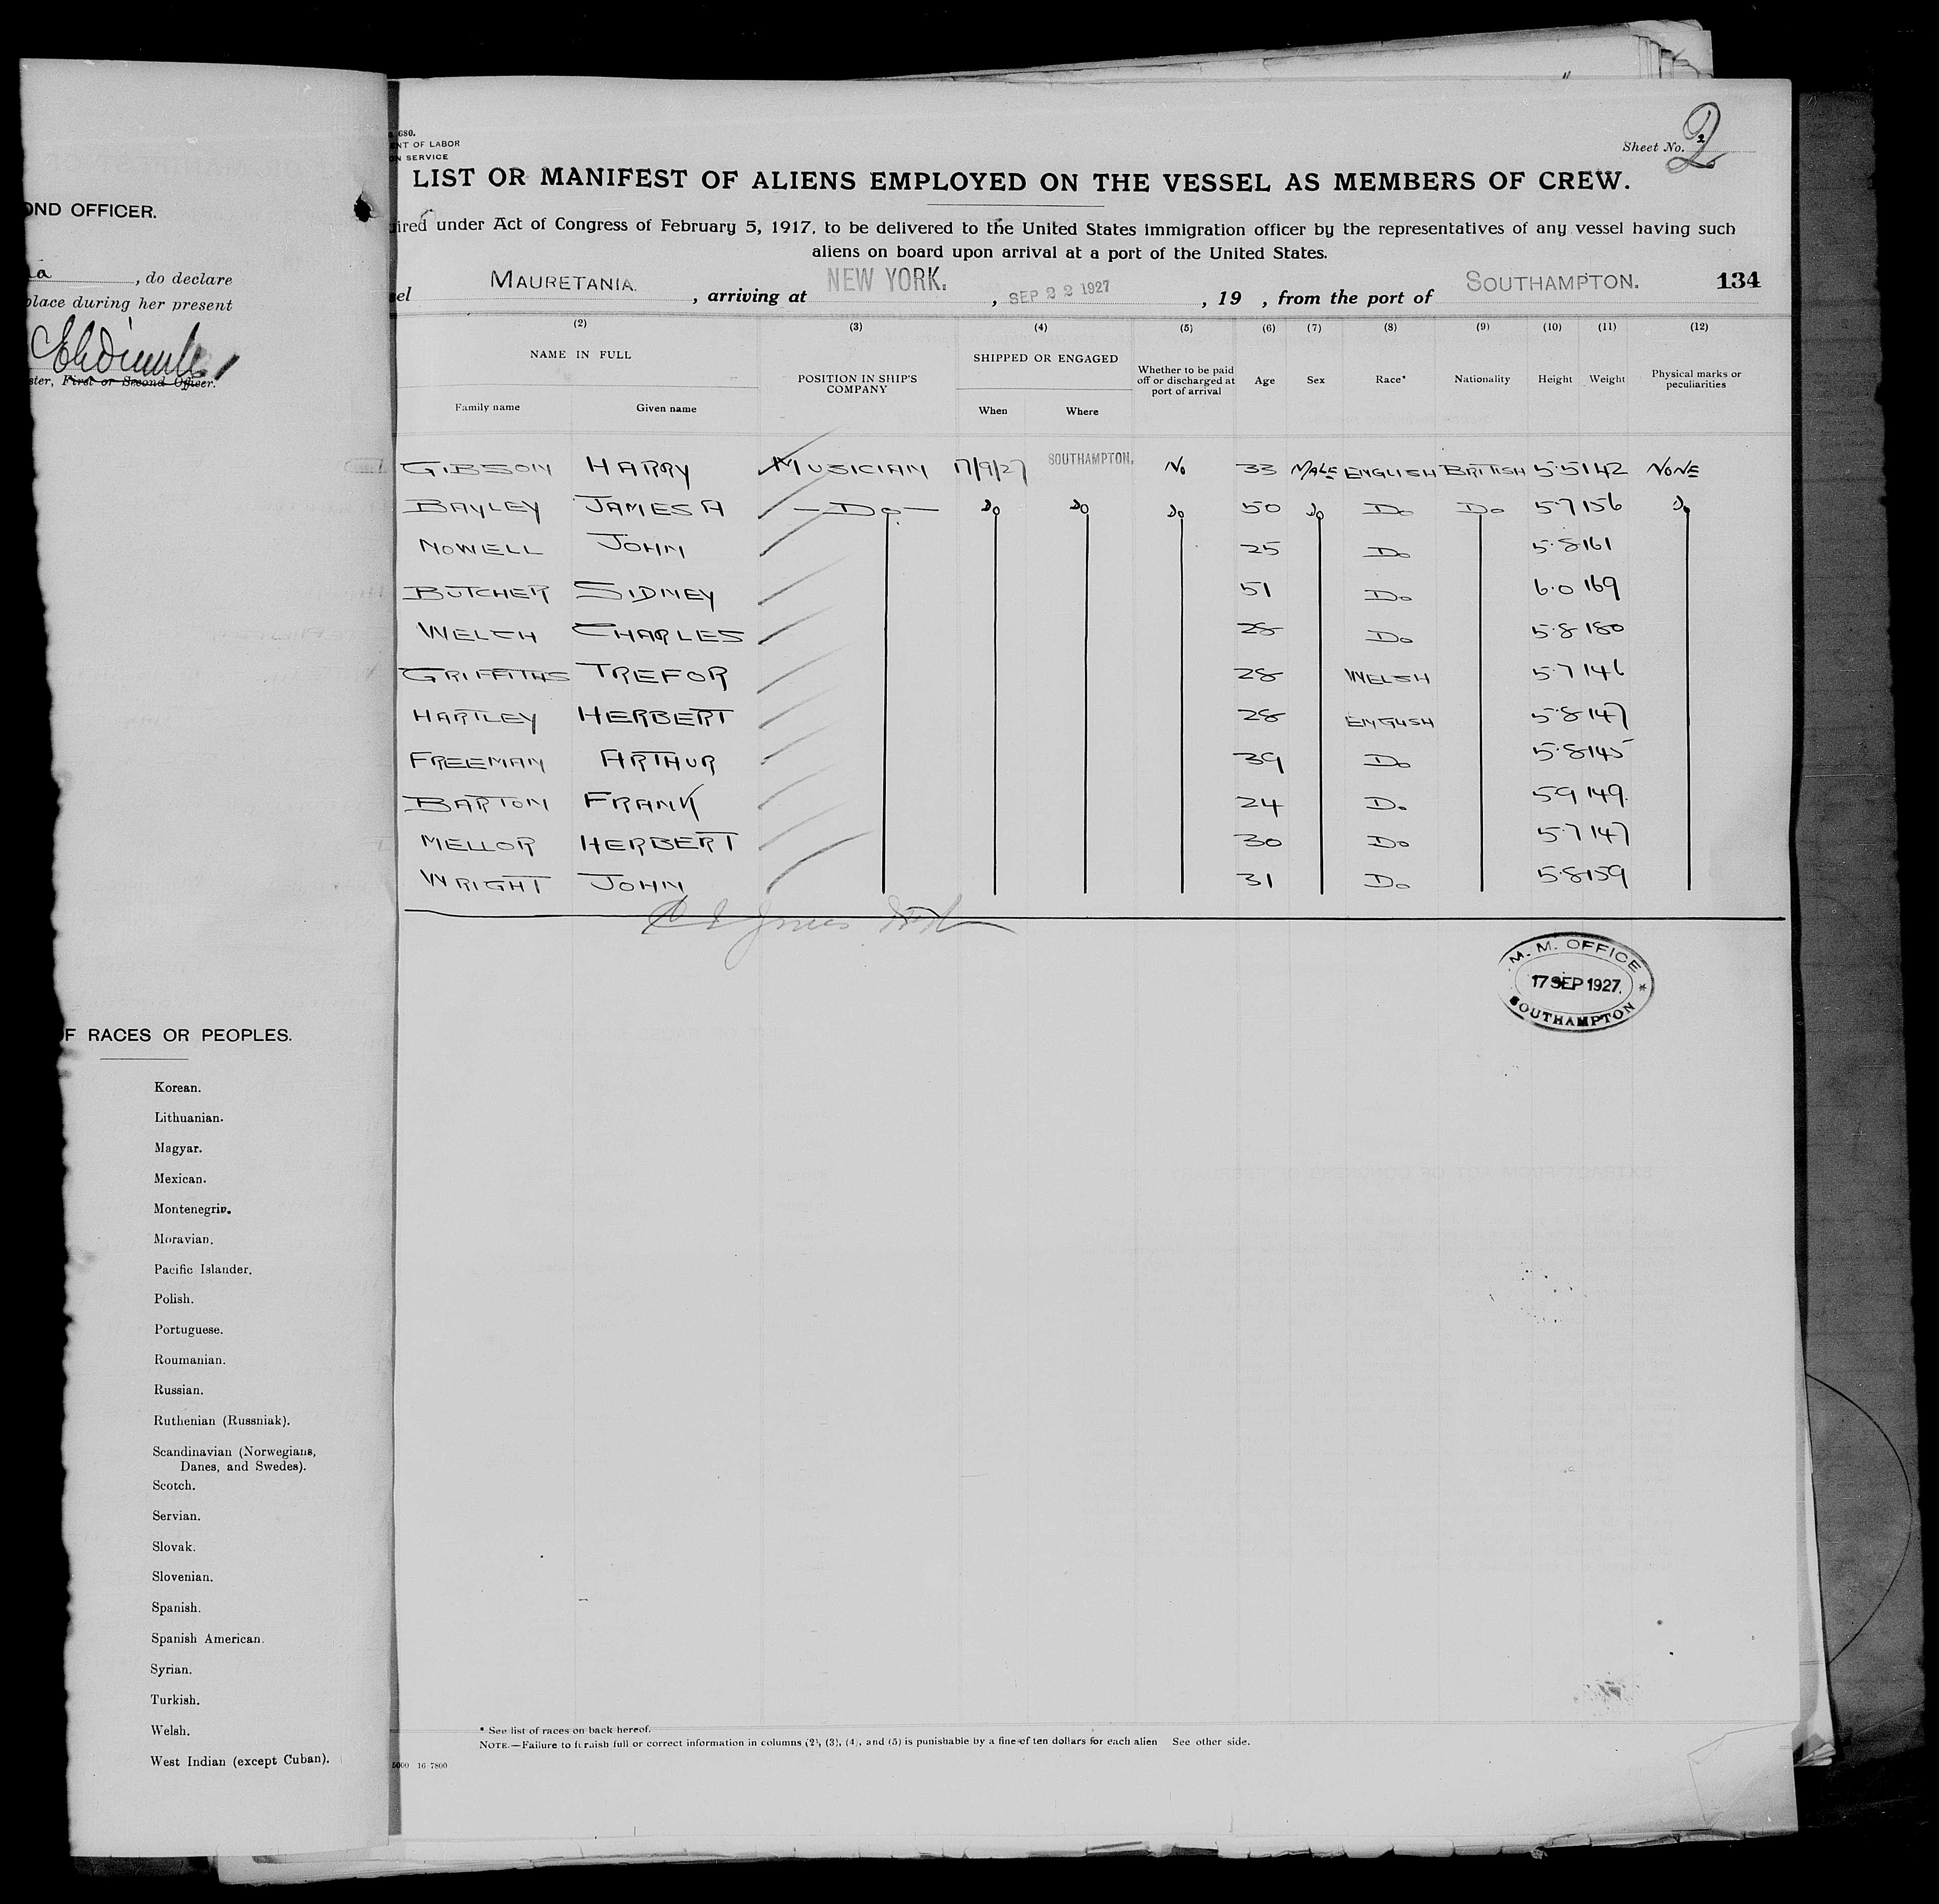 OND OFFICER.
a, do declare
place during her present
ster, First or Second Officer.
OF RACES OR PEOPLES.
Korean.
Lithuanian.
Magyar.
Mexican.
Montenegrin.
Moravian.
Pacific Islander.
Polish.
Portuguese.
Roumanian.
Russian.
Ruthenian (Russniak).
Scandinavian (Norwegians,
Danes, and Swedes).
Scotch.
Servian.
Slovak.
Slovenian.
Spanish.
Spanish American.
Syrian.
Turkish.
Welsh.
West Indian (except Cuban).
680.
ENT OF LABOR
ON SERVICE
Sheet No. 2
LIST OR MANIFEST OF ALIENS EMPLOYED ON THE VESSEL AS MEMBERS OF CREW.
ired under Act of Congress of February 5, 1917, to be delivered to the United States immigration officer by the representatives of any vessel having such
aliens on board upon arrival at a port of the United States.
sel MAURETANIA. , arriving at NEW YORK. , SEP 22 1927 , 19 , from the port of SOUTHAMPTON. 134
(2) (3) (4) (5) (6) (7) (8) (9) (10) (11) (12)
NAME IN FULL
Family name Given name
POSITION IN SHIP'S
COMPANY
SHIPPED OR ENGAGED
When Where
Whether to be paid
off or discharged at
port of arrival
Age Sex Race* Nationality Height Weight
Physical marks or
peculiarities
GIBSON HARRY MUSICIAN 17/9/27 SOUTHAMPTON. No 33 MALE ENGLISH BRITISH 5·5 142 NONE
BAYLEY JAMES A — Do — Do Do Do 50 Do Do Do 5·7 156 Do
NOWELL JOHN 25 Do 5·8 161
BUTCHER SIDNEY 51 Do 6·0 169
WELCH CHARLES 28 Do 5·8 180
GRIFFITHS TREFOR 28 WELSH 5·7 146
HARTLEY HERBERT 28 ENGLISH 5·8 147
FREEMAN ARTHUR 39 Do 5·8 145
BARTON FRANK 24 Do 5 9 149.
MELLOR HERBERT 30 Do 5·7 147
WRIGHT JOHN 31 Do 5·8 159
M. M. OFFICE
17 SEP 1927.
SOUTHAMPTON
* See list of races on back hereof.
NOTE.—Failure to furnish full or correct information in columns (2), (3), (4), and (5) is punishable by a fine of ten dollars for each alien See other side.
5000 16-7800